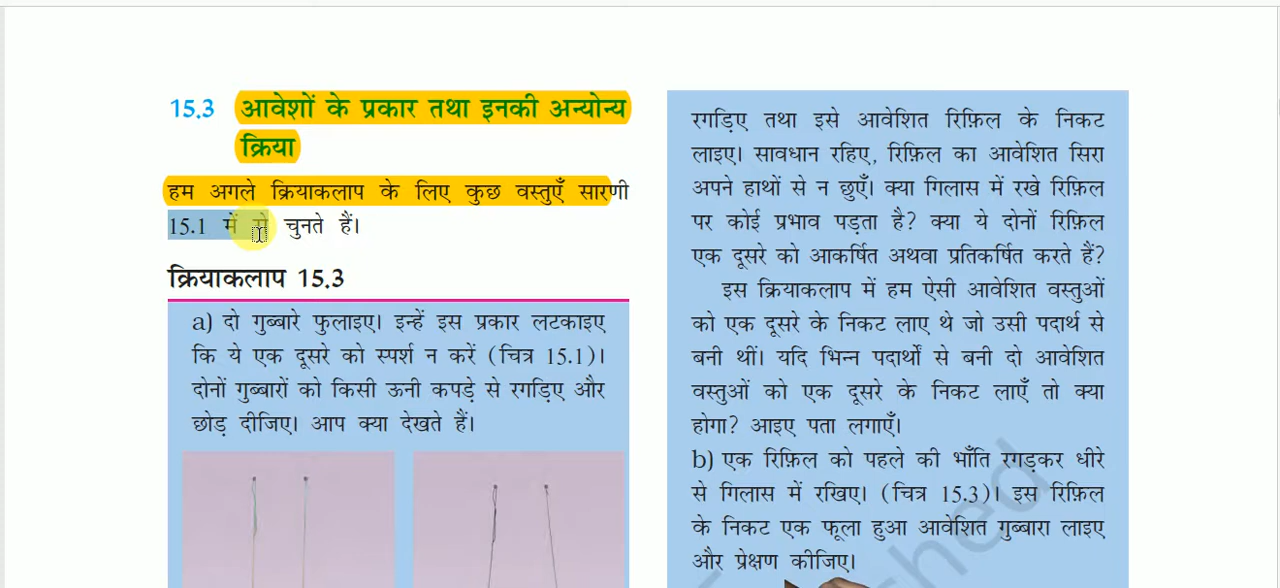 15.3 आवेशों के प्रकार तथा इनकी अन्योन्य
क्रिया
हम अगले क्रियाकलाप के लिए कुछ वस्तुएँ सारणी
15.1 में से चुनते हैं।
क्रियाकलाप 15.3
a) दो गुब्बारे फुलाइए। इन्हें इस प्रकार लटकाइए
कि ये एक दूसरे को स्पर्श न करें (चित्र 15.1)।
दोनों गुब्बारों को किसी ऊनी कपड़े से रगड़िए और
छोड़ दीजिए। आप क्या देखते हैं।
रगड़िए तथा इसे आवेशित रिफ़िल के निकट
लाइए। सावधान रहिए, रिफ़िल का आवेशित सिरा
अपने हाथों से न छुएँ। क्या गिलास में रखे रिफ़िल
पर कोई प्रभाव पड़ता है? क्या ये दोनों रिफ़िल
एक दूसरे को आकर्षित अथवा प्रतिकर्षित करते हैं?
इस क्रियाकलाप में हम ऐसी आवेशित वस्तुओं
को एक दूसरे के निकट लाए थे जो उसी पदार्थ से
बनी थीं। यदि भिन्न पदार्थों से बनी दो आवेशित
वस्तुओं को एक दूसरे के निकट लाएँ तो क्या
होगा? आइए पता लगाएँ।
b) एक रिफ़िल को पहले की भाँति रगड़कर धीरे
से गिलास में रखिए। (चित्र 15.3)। इस रिफ़िल
के निकट एक फूला हुआ आवेशित गुब्बारा लाइए
और प्रेक्षण कीजिए।